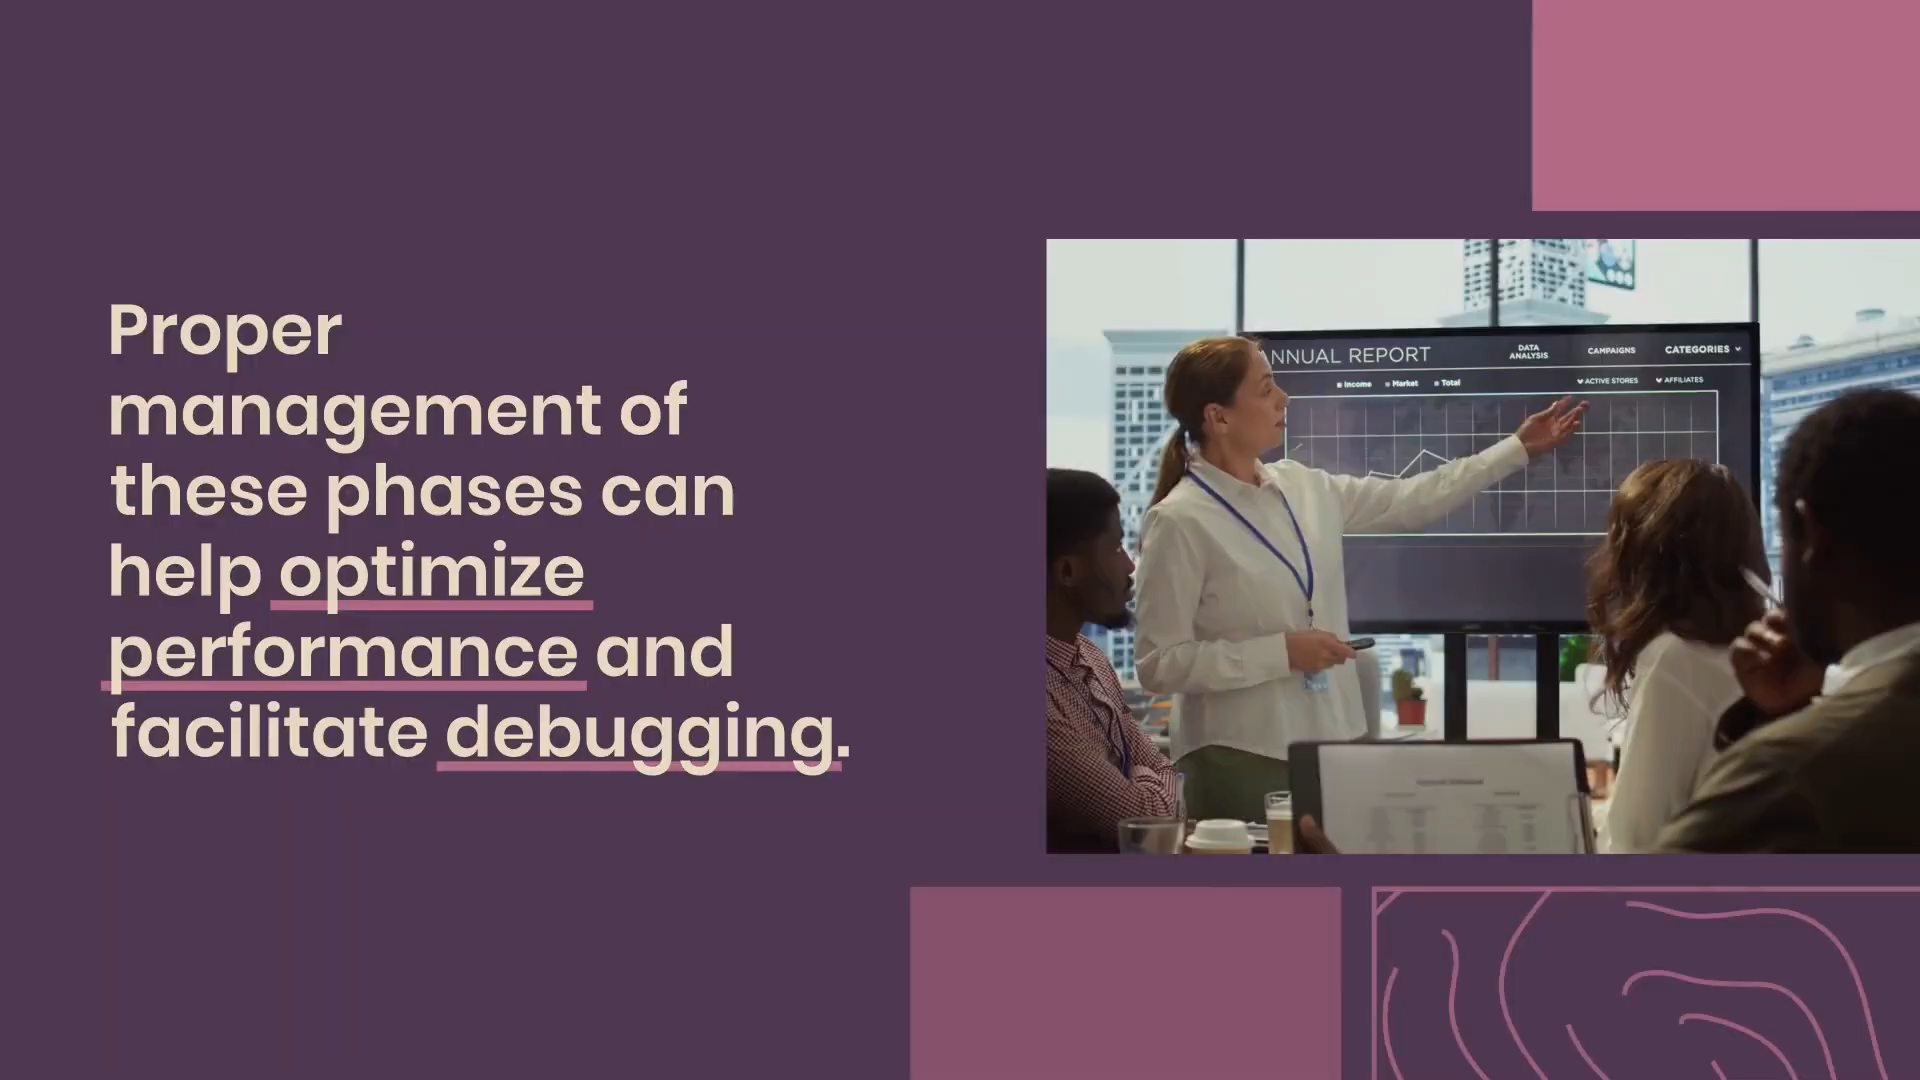 Proper
management of
these phases can
help optimize
performance and
facilitate debugging.
ANNUAL REPORT
DATA
ANALYSIS
CAMPAIGNS
CATEGORIES
Income Market Total
ACTIVE STORES
AFFILIATES